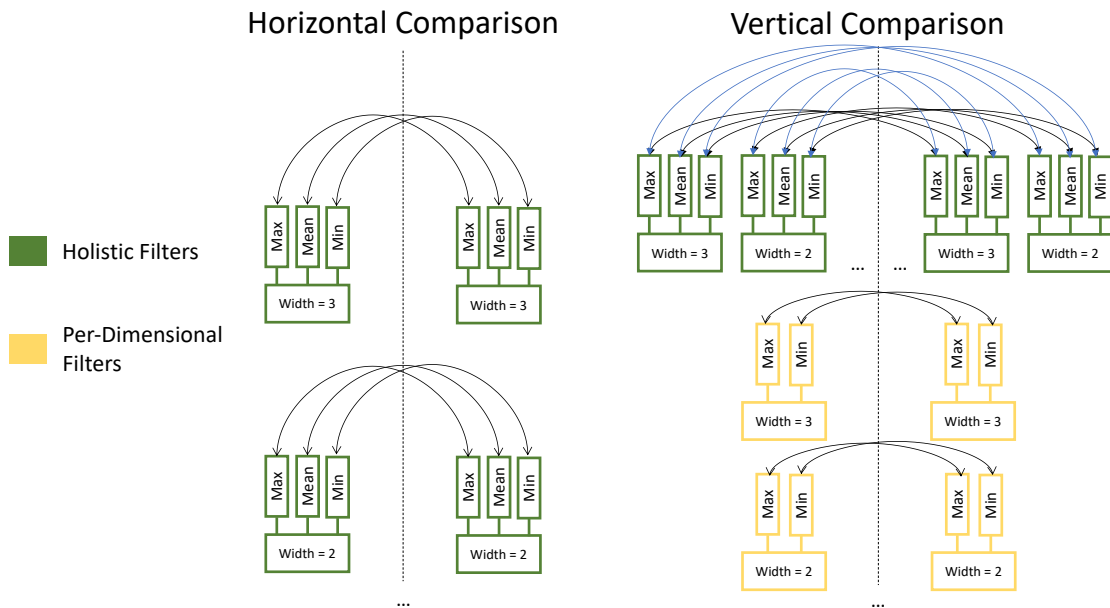 Horizontal Comparison
Vertical Comparison
Holistic Filters
Per-Dimensional
Filters
Max Mean Min Max Mean Min
Width = 3 Width = 3
Max Mean Min Max Mean Min
Width = 2 Width = 2
...
Max Mean Min Max Mean Min Max Mean Min Max Mean Min
Width = 3 Width = 2 Width = 3 Width = 2
... ...
Max Min Max Min
Width = 3 Width = 3
Max Min Max Min
Width = 2 Width = 2
...